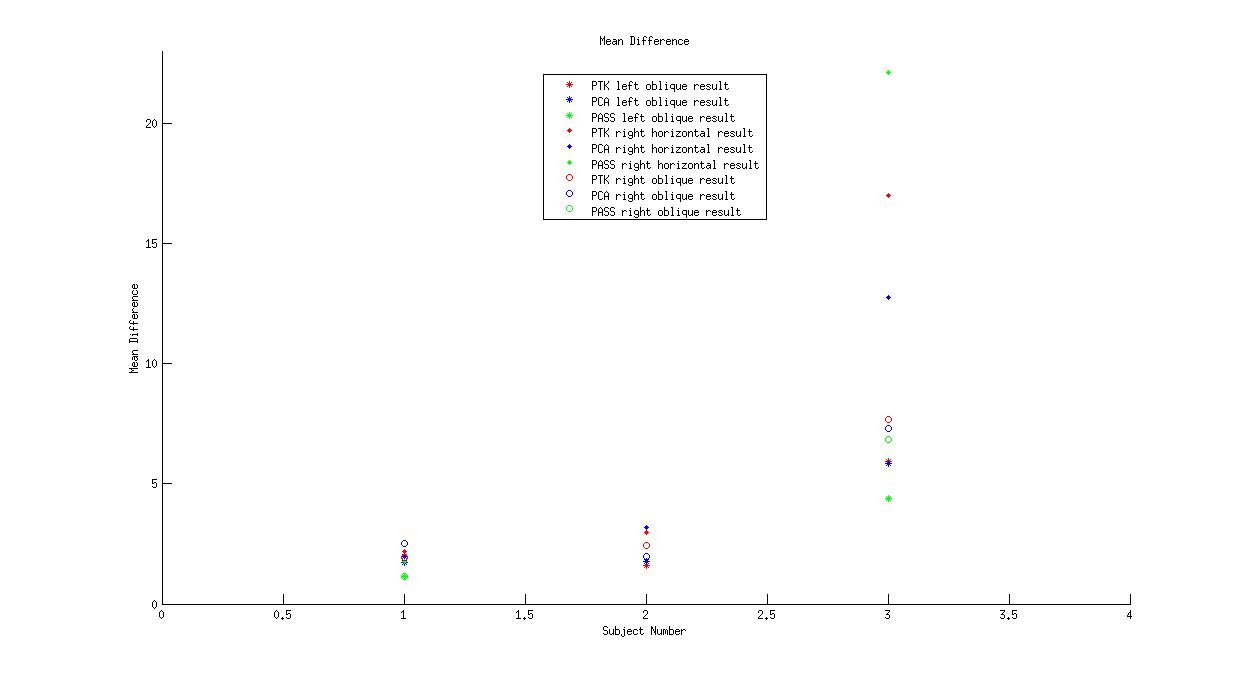 Mean Difference
PTK left oblique result
PCA left oblique result
PASS left oblique result
PTK right horizontal result
PCA right horizontal result
PASS right horizontal result
PTK right oblique result
PCA right oblique result
PASS right oblique result
20
15
10
5
0
Mean Difference
0 0.5 1 1.5 2 2.5 3 3.5 4
Subject Number